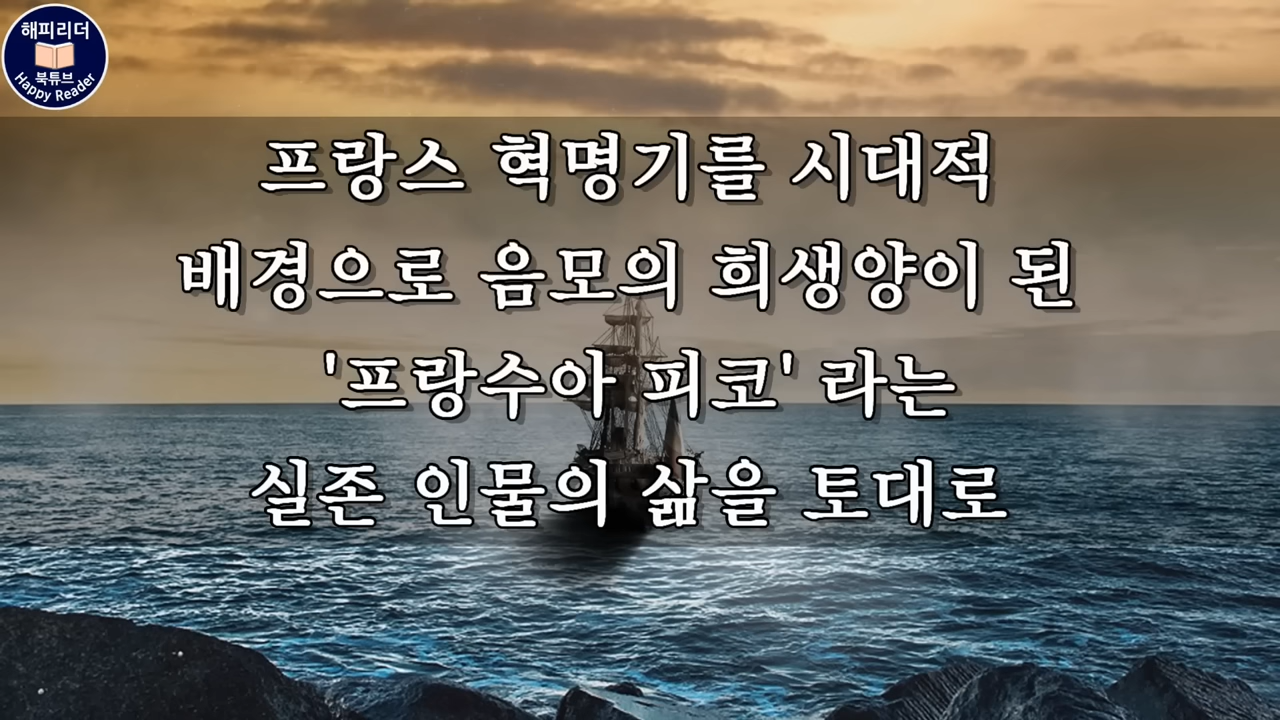 해피리더
북튜브
Happy Reader
프랑스 혁명기를 시대적
배경으로 음모의 희생양이 된
'프랑수아 피코' 라는
실존 인물의 삶을 토대로